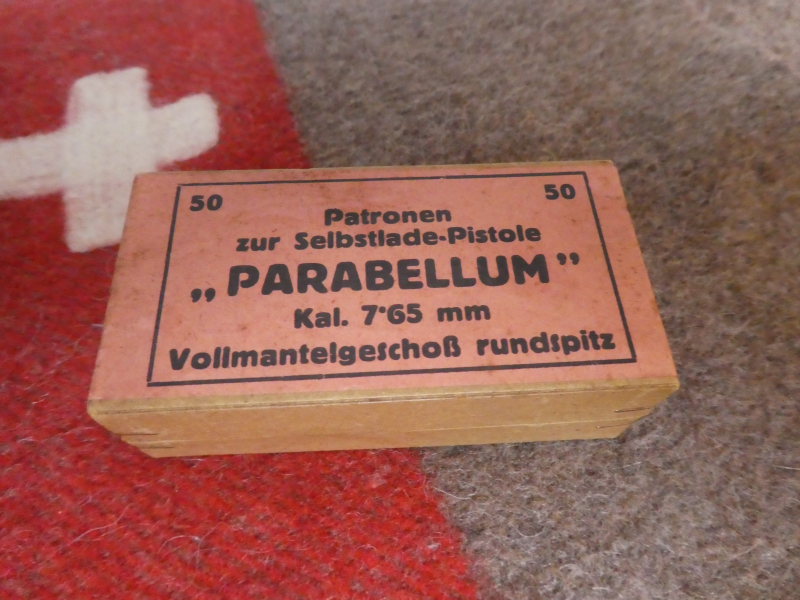 50 50
Patronen
zur Selbstlade-Pistole
„PARABELLUM”
Kal. 7·65 mm
Vollmantelgeschoß rundspitz